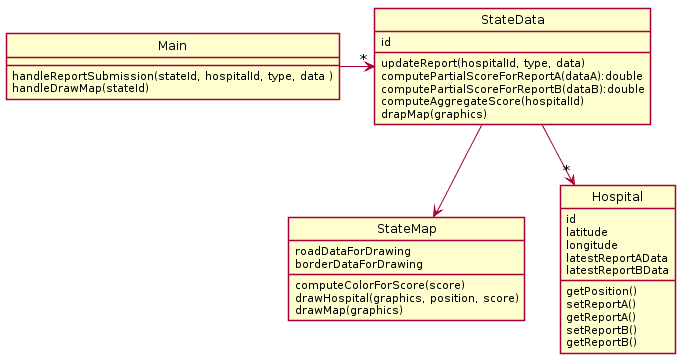 Main
handleReportSubmission(stateId, hospitalId, type, data )
handleDrawMap(stateId)
*
StateData
id
updateReport(hospitalId, type, data)
computePartialScoreForReportA(dataA):double
computePartialScoreForReportB(dataB):double
computeAggregateScore(hospitalId)
drapMap(graphics)
*
StateMap
roadDataForDrawing
borderDataForDrawing
computeColorForScore(score)
drawHospital(graphics, position, score)
drawMap(graphics)
Hospital
id
latitude
longitude
latestReportAData
latestReportBData
getPosition()
setReportA()
getReportA()
setReportB()
getReportB()